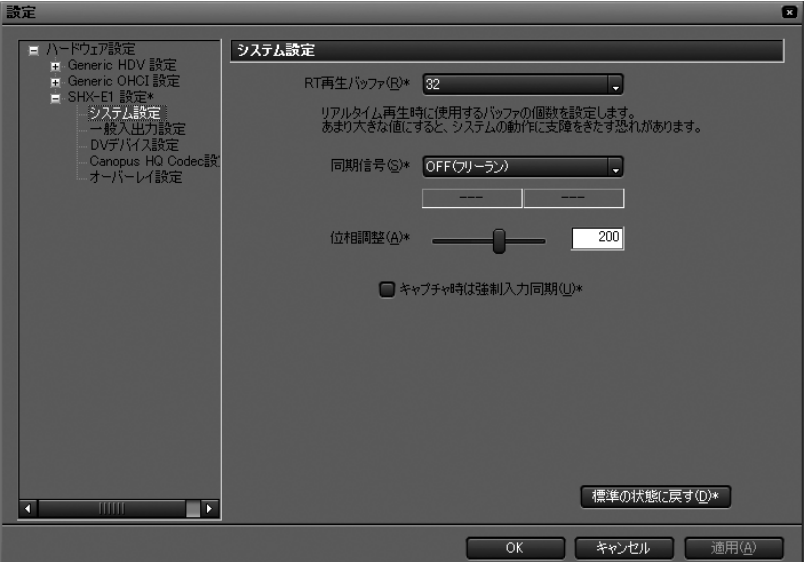 設定
ハードウェア設定
Generic HDV 設定
Generic OHCI 設定
SHX-E1 設定*
システム設定
一般入出力設定
DVデバイス設定
Canopus HQ Codec設
オーバーレイ設定
システム設定
RT再生バッファ(R)* 32
リアルタイム再生時に使用するバッファの個数を設定します。
あまり大きな値にすると、システムの動作に支障をきたす恐れがあります。
同期信号(S)* OFF(フリーラン)
--- ---
位相調整(A)* 200
キャプチャ時は強制入力同期(U)*
標準の状態に戻す(D)*
OK キャンセル 適用(A)